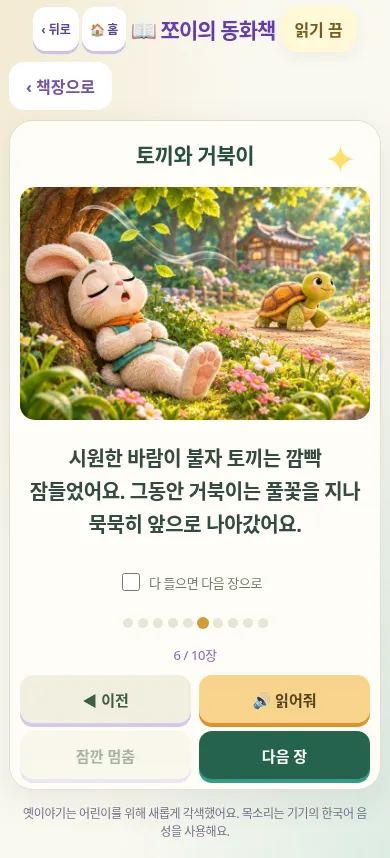 ‹ 뒤로
🏠 홈
📖 쪼이의 동화책
읽기 끔
‹ 책장으로
토끼와 거북이
시원한 바람이 불자 토끼는 깜빡
잠들었어요. 그동안 거북이는 풀꽃을 지나
묵묵히 앞으로 나아갔어요.
다 들으면 다음 장으로
6 / 10장
◀ 이전
🔊 읽어줘
잠깐 멈춤
다음 장
옛이야기는 어린이를 위해 새롭게 각색했어요. 목소리는 기기의 한국어 음
성을 사용해요.